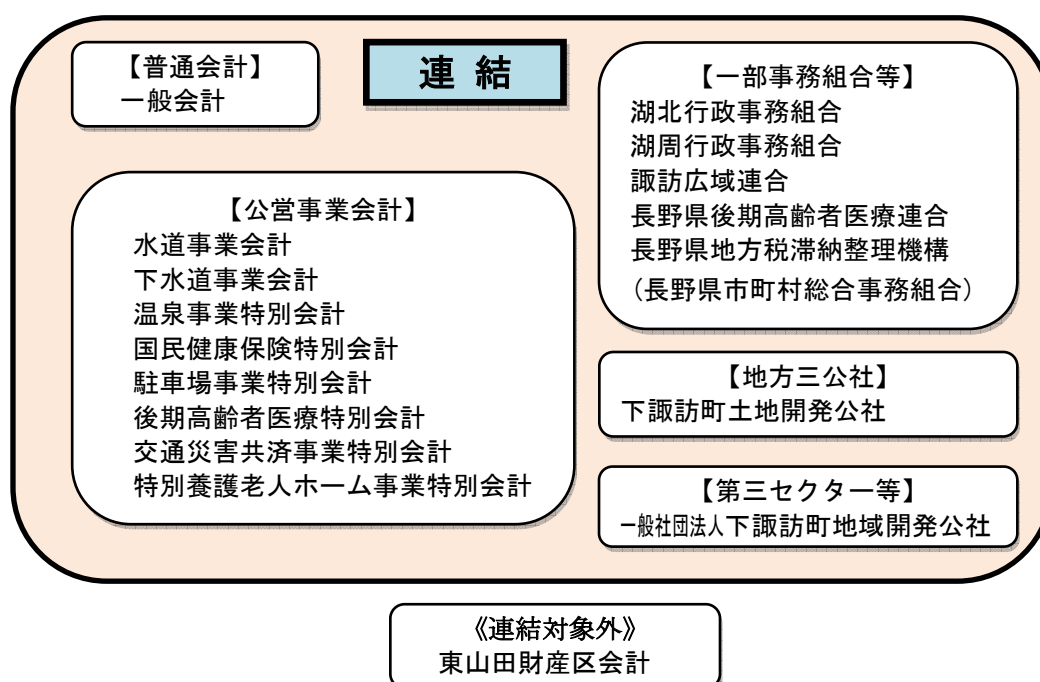 【普通会計】
一般会計
連結
【一部事務組合等】
湖北行政事務組合
湖周行政事務組合
諏訪広域連合
長野県後期高齢者医療連合
長野県地方税滞納整理機構
（長野県市町村総合事務組合）
【公営事業会計】
水道事業会計
下水道事業会計
温泉事業特別会計
国民健康保険特別会計
駐車場事業特別会計
後期高齢者医療特別会計
交通災害共済事業特別会計
特別養護老人ホーム事業特別会計
【地方三公社】
下諏訪町土地開発公社
【第三セクター等】
一般社団法人下諏訪町地域開発公社
《連結対象外》
東山田財産区会計